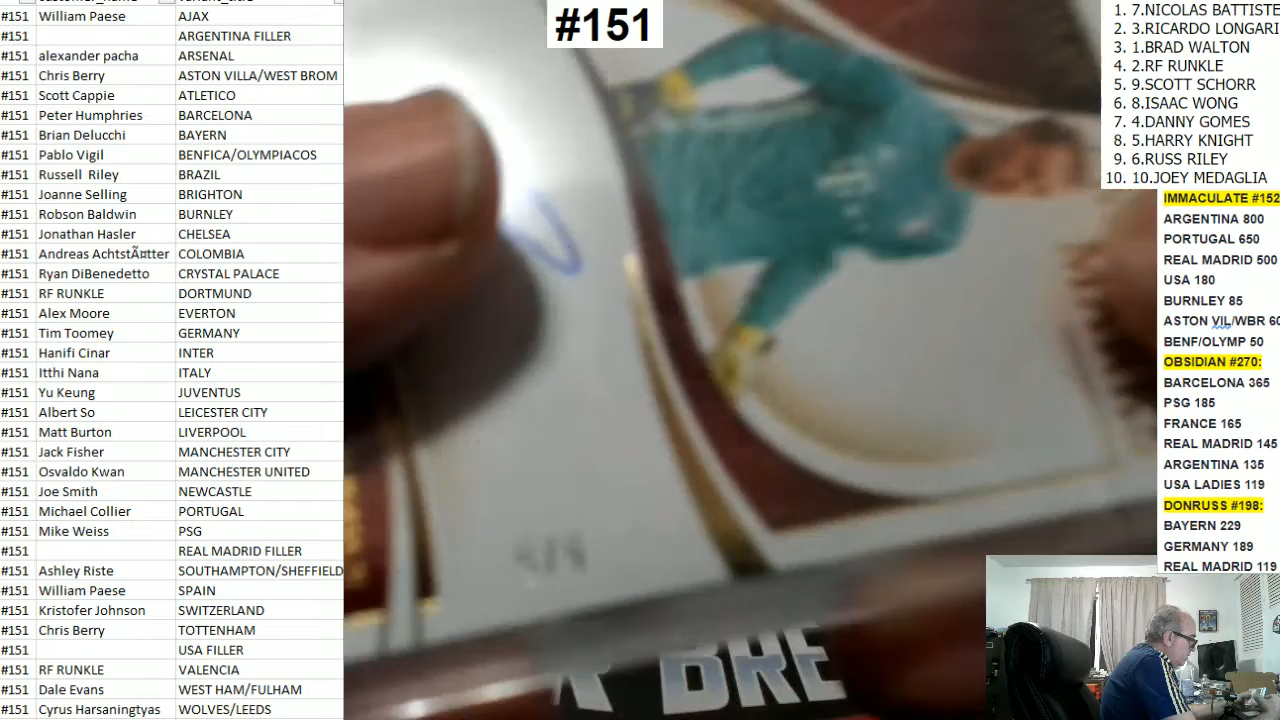 #151 William Paese AJAX
#151 ARGENTINA FILLER
#151 alexander pacha ARSENAL
#151 Chris Berry ASTON VILLA/WEST BROM
#151 Scott Cappie ATLETICO
#151 Peter Humphries BARCELONA
#151 Brian Delucchi BAYERN
#151 Pablo Vigil BENFICA/OLYMPIACOS
#151 Russell Riley BRAZIL
#151 Joanne Selling BRIGHTON
#151 Robson Baldwin BURNLEY
#151 Jonathan Hasler CHELSEA
#151 Andreas AchtstÃ¤tter COLOMBIA
#151 Ryan DiBenedetto CRYSTAL PALACE
#151 RF RUNKLE DORTMUND
#151 Alex Moore EVERTON
#151 Tim Toomey GERMANY
#151 Hanifi Cinar INTER
#151 Itthi Nana ITALY
#151 Yu Keung JUVENTUS
#151 Albert So LEICESTER CITY
#151 Matt Burton LIVERPOOL
#151 Jack Fisher MANCHESTER CITY
#151 Osvaldo Kwan MANCHESTER UNITED
#151 Joe Smith NEWCASTLE
#151 Michael Collier PORTUGAL
#151 Mike Weiss PSG
#151 REAL MADRID FILLER
#151 Ashley Riste SOUTHAMPTON/SHEFFIELD
#151 William Paese SPAIN
#151 Kristofer Johnson SWITZERLAND
#151 Chris Berry TOTTENHAM
#151 USA FILLER
#151 RF RUNKLE VALENCIA
#151 Dale Evans WEST HAM/FULHAM
#151 Cyrus Harsaningtyas WOLVES/LEEDS
#151
BRE
1. 7.NICOLAS BATTISTE
2. 3.RICARDO LONGARI
3. 1.BRAD WALTON
4. 2.RF RUNKLE
5. 9.SCOTT SCHORR
6. 8.ISAAC WONG
7. 4.DANNY GOMES
8. 5.HARRY KNIGHT
9. 6.RUSS RILEY
10. 10.JOEY MEDAGLIA
IMMACULATE #152
ARGENTINA 800
PORTUGAL 650
REAL MADRID 500
USA 180
BURNLEY 85
ASTON VIL/WBR 60
BENF/OLYMP 50
OBSIDIAN #270:
BARCELONA 365
PSG 185
FRANCE 165
REAL MADRID 145
ARGENTINA 135
USA LADIES 119
DONRUSS #198:
BAYERN 229
GERMANY 189
REAL MADRID 119